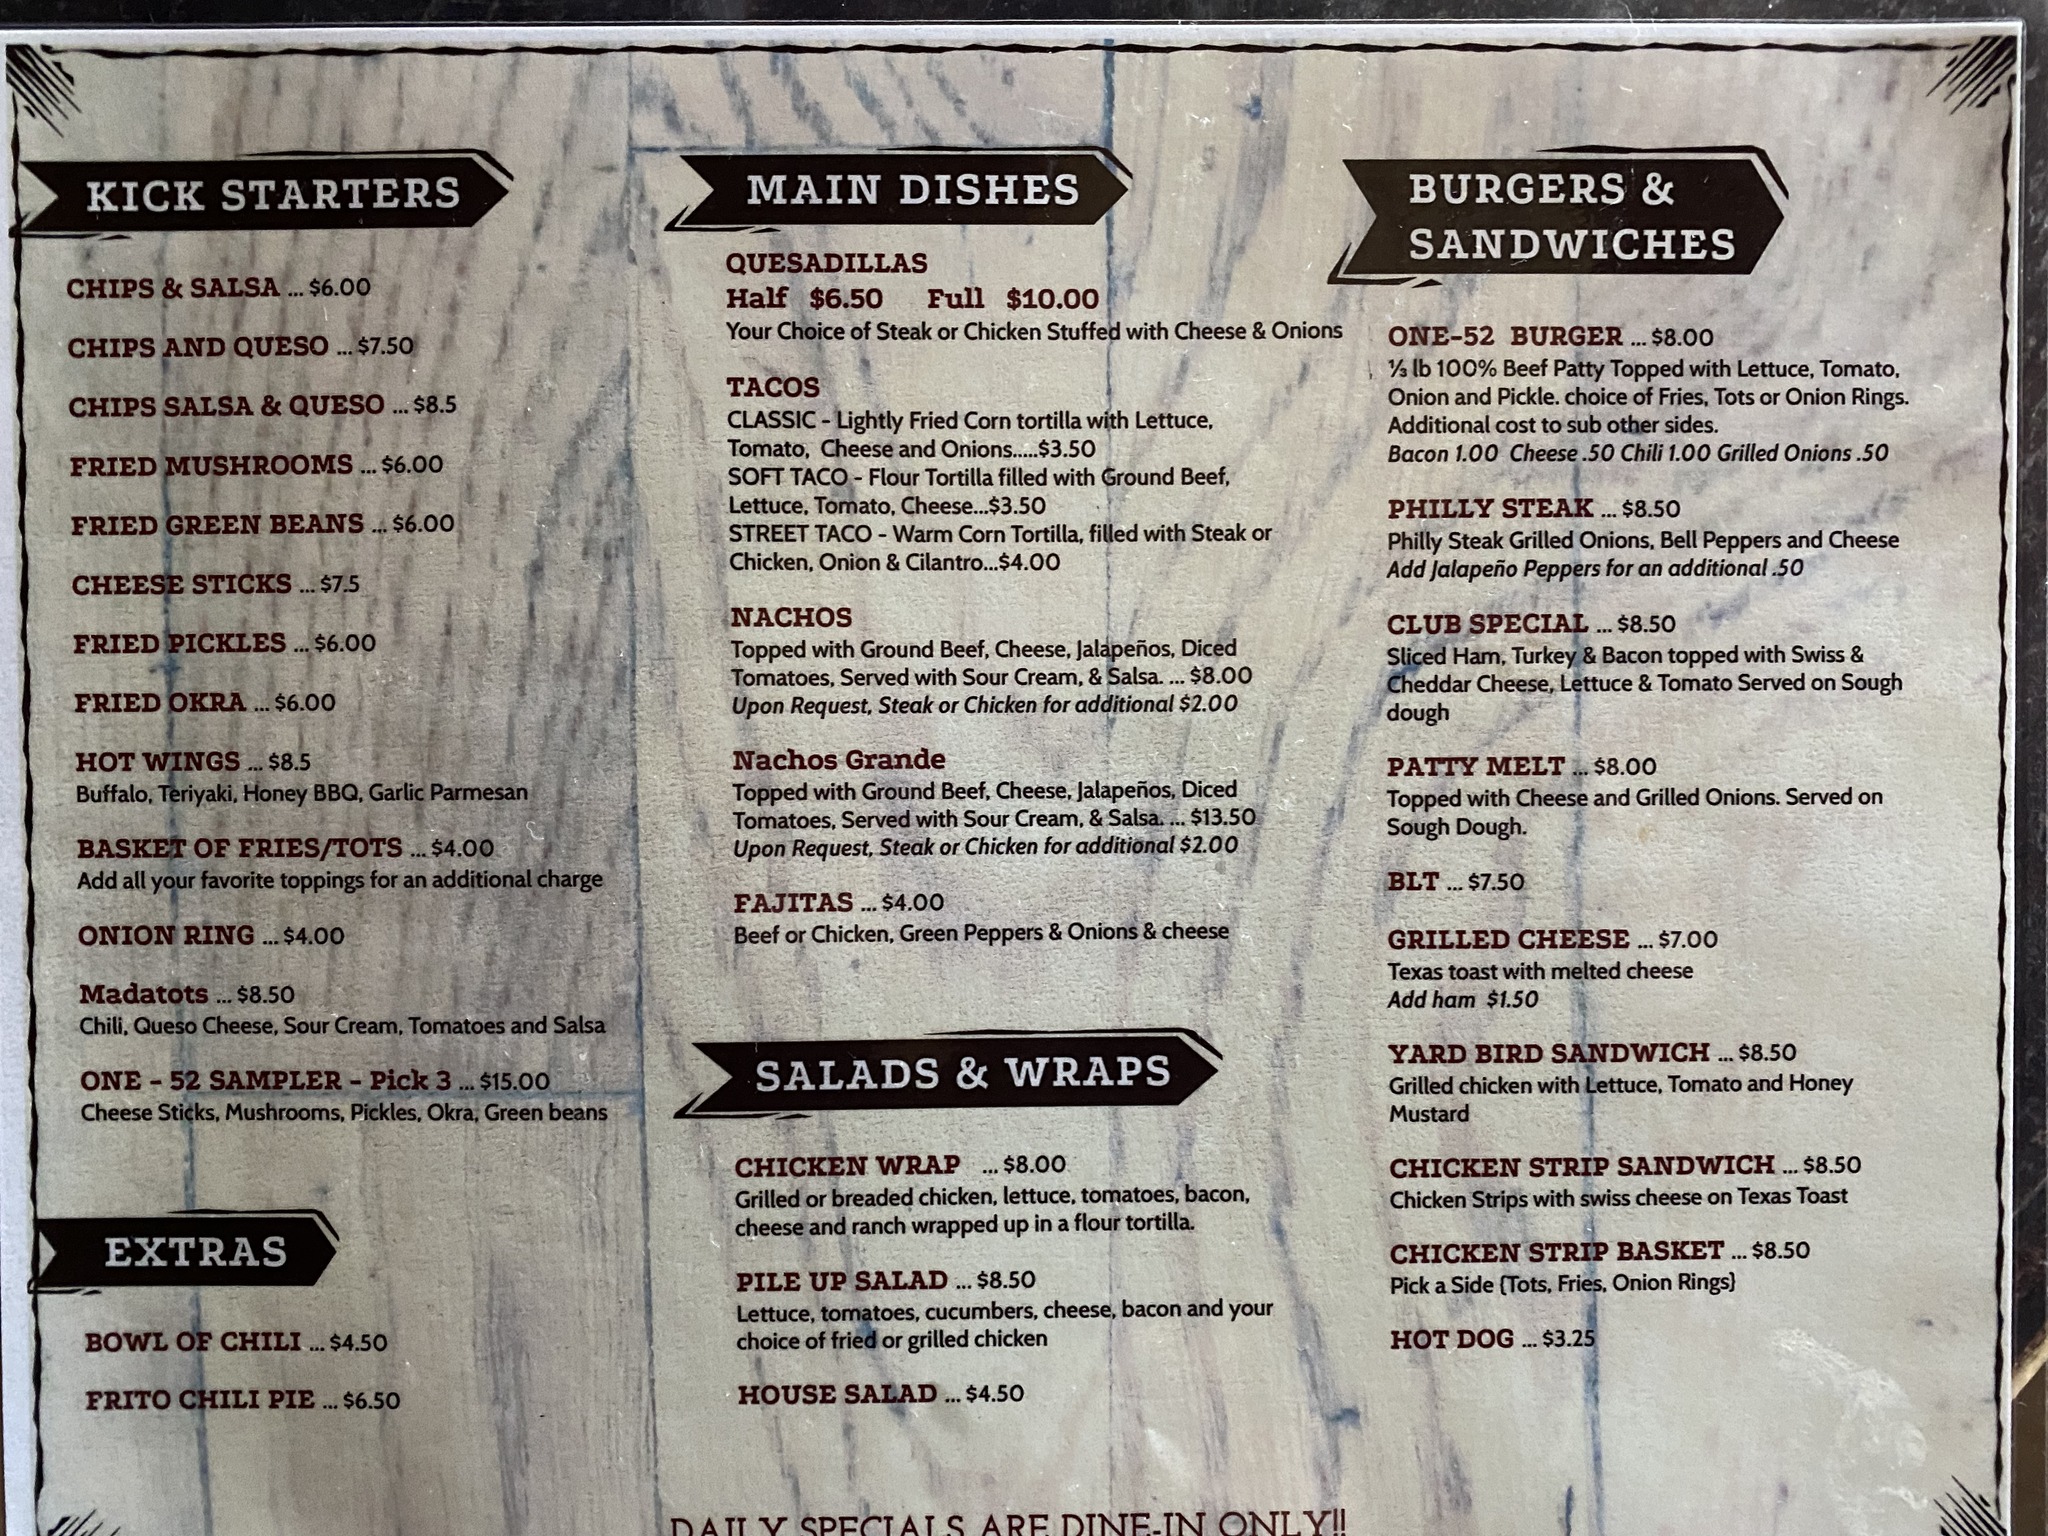 KICK STARTERS
CHIPS & SALSA ... $6.00
CHIPS AND QUESO ... $7.50
CHIPS SALSA & QUESO ... $8.5
FRIED MUSHROOMS ... $6.00
FRIED GREEN BEANS ... $6.00
CHEESE STICKS ... $7.5
FRIED PICKLES ... $6.00
FRIED OKRA ... $6.00
HOT WINGS ... $8.5
Buffalo, Teriyaki, Honey BBQ, Garlic Parmesan
BASKET OF FRIES/TOTS ... $4.00
Add all your favorite toppings for an additional charge
ONION RING ... $4.00
Madatots ... $8.50
Chili, Queso Cheese, Sour Cream, Tomatoes and Salsa
ONE - 52 SAMPLER - Pick 3 ... $15.00
Cheese Sticks, Mushrooms, Pickles, Okra, Green beans
EXTRAS
BOWL OF CHILI ... $4.50
FRITO CHILI PIE ... $6.50
MAIN DISHES
QUESADILLAS
Half $6.50 Full $10.00
Your Choice of Steak or Chicken Stuffed with Cheese & Onions
TACOS
CLASSIC - Lightly Fried Corn tortilla with Lettuce,
Tomato, Cheese and Onions.....$3.50
SOFT TACO - Flour Tortilla filled with Ground Beef,
Lettuce, Tomato, Cheese...$3.50
STREET TACO - Warm Corn Tortilla, filled with Steak or
Chicken, Onion & Cilantro...$4.00
NACHOS
Topped with Ground Beef, Cheese, Jalapeños, Diced
Tomatoes, Served with Sour Cream, & Salsa. ... $8.00
Upon Request, Steak or Chicken for additional $2.00
Nachos Grande
Topped with Ground Beef, Cheese, Jalapeños, Diced
Tomatoes, Served with Sour Cream, & Salsa. ... $13.50
Upon Request, Steak or Chicken for additional $2.00
FAJITAS ... $4.00
Beef or Chicken, Green Peppers & Onions & cheese
SALADS & WRAPS
CHICKEN WRAP ... $8.00
Grilled or breaded chicken, lettuce, tomatoes, bacon,
cheese and ranch wrapped up in a flour tortilla.
PILE UP SALAD ... $8.50
Lettuce, tomatoes, cucumbers, cheese, bacon and your
choice of fried or grilled chicken
HOUSE SALAD ... $4.50
BURGERS &
SANDWICHES
ONE-52 BURGER ... $8.00
⅓ lb 100% Beef Patty Topped with Lettuce, Tomato,
Onion and Pickle. choice of Fries, Tots or Onion Rings.
Additional cost to sub other sides.
Bacon 1.00 Cheese .50 Chili 1.00 Grilled Onions .50
PHILLY STEAK ... $8.50
Philly Steak Grilled Onions, Bell Peppers and Cheese
Add Jalapeño Peppers for an additional .50
CLUB SPECIAL ... $8.50
Sliced Ham, Turkey & Bacon topped with Swiss &
Cheddar Cheese, Lettuce & Tomato Served on Sough
dough
PATTY MELT ... $8.00
Topped with Cheese and Grilled Onions. Served on
Sough Dough.
BLT ... $7.50
GRILLED CHEESE ... $7.00
Texas toast with melted cheese
Add ham $1.50
YARD BIRD SANDWICH ... $8.50
Grilled chicken with Lettuce, Tomato and Honey
Mustard
CHICKEN STRIP SANDWICH ... $8.50
Chicken Strips with swiss cheese on Texas Toast
CHICKEN STRIP BASKET ... $8.50
Pick a Side {Tots, Fries, Onion Rings}
HOT DOG ... $3.25
DAILY SPECIALS ARE DINE-IN ONLY!!